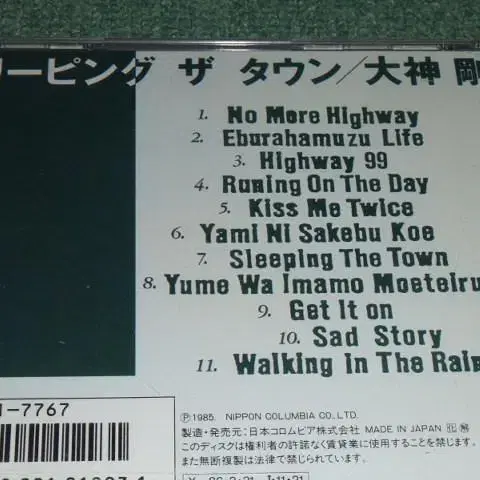 リーピング ザ タウン／大神 剛
1. No More Highway
2. Eburahamuzu Life
3. Highway 99
4. Runing On The Day
5. Kiss Me Twice
6. Yami Ni Sakebu Koe
7. Sleeping The Town
8. Yume Wa Imamo Moeteiru
9. Get It on
10. Sad Story
11. Walking In The Rain
-7767
Ⓟ1985. NIPPON COLUMBIA CO., LTD.
製造・発売元：日本コロムビア株式会社 MADE IN JAPAN
このディスクは権利者の許諾なく賃貸業に使用することを禁じます。
また無断複製は法律で禁じられています。